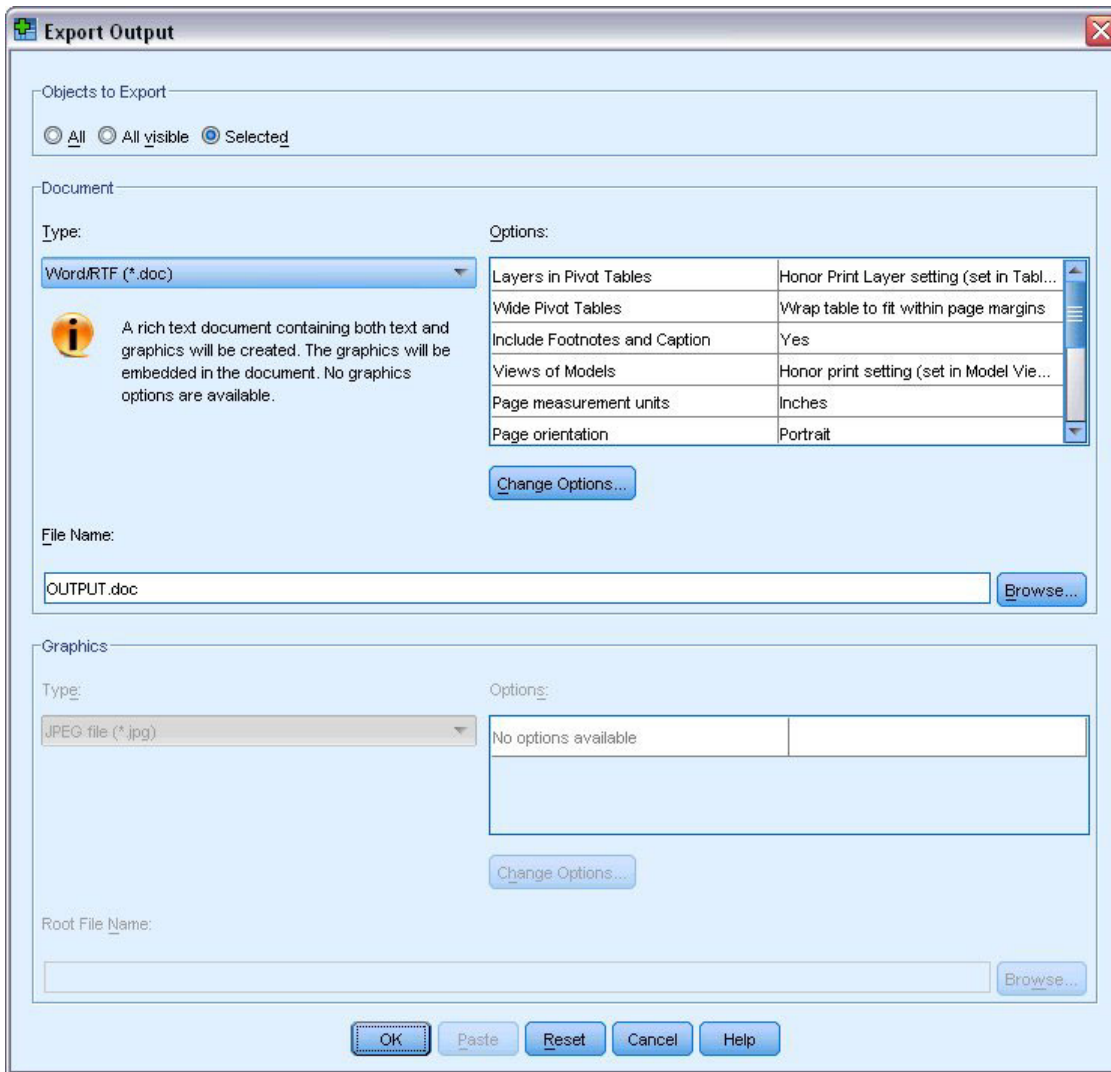 Export Output
Objects to Export
All All visible Selected
Document
Type:
Word/RTF (*.doc)
A rich text document containing both text and
graphics will be created. The graphics will be
embedded in the document. No graphics
options are available.
Options:
Layers in Pivot Tables Honor Print Layer setting (set in Tabl...
Wide Pivot Tables Wrap table to fit within page margins
Include Footnotes and Caption Yes
Views of Models Honor print setting (set in Model Vie...
Page measurement units Inches
Page orientation Portrait
Change Options...
File Name:
OUTPUT.doc Browse...
Graphics
Type:
JPEG file (*.jpg)
Options:
No options available
Change Options...
Root File Name:
Browse...
OK Paste Reset Cancel Help